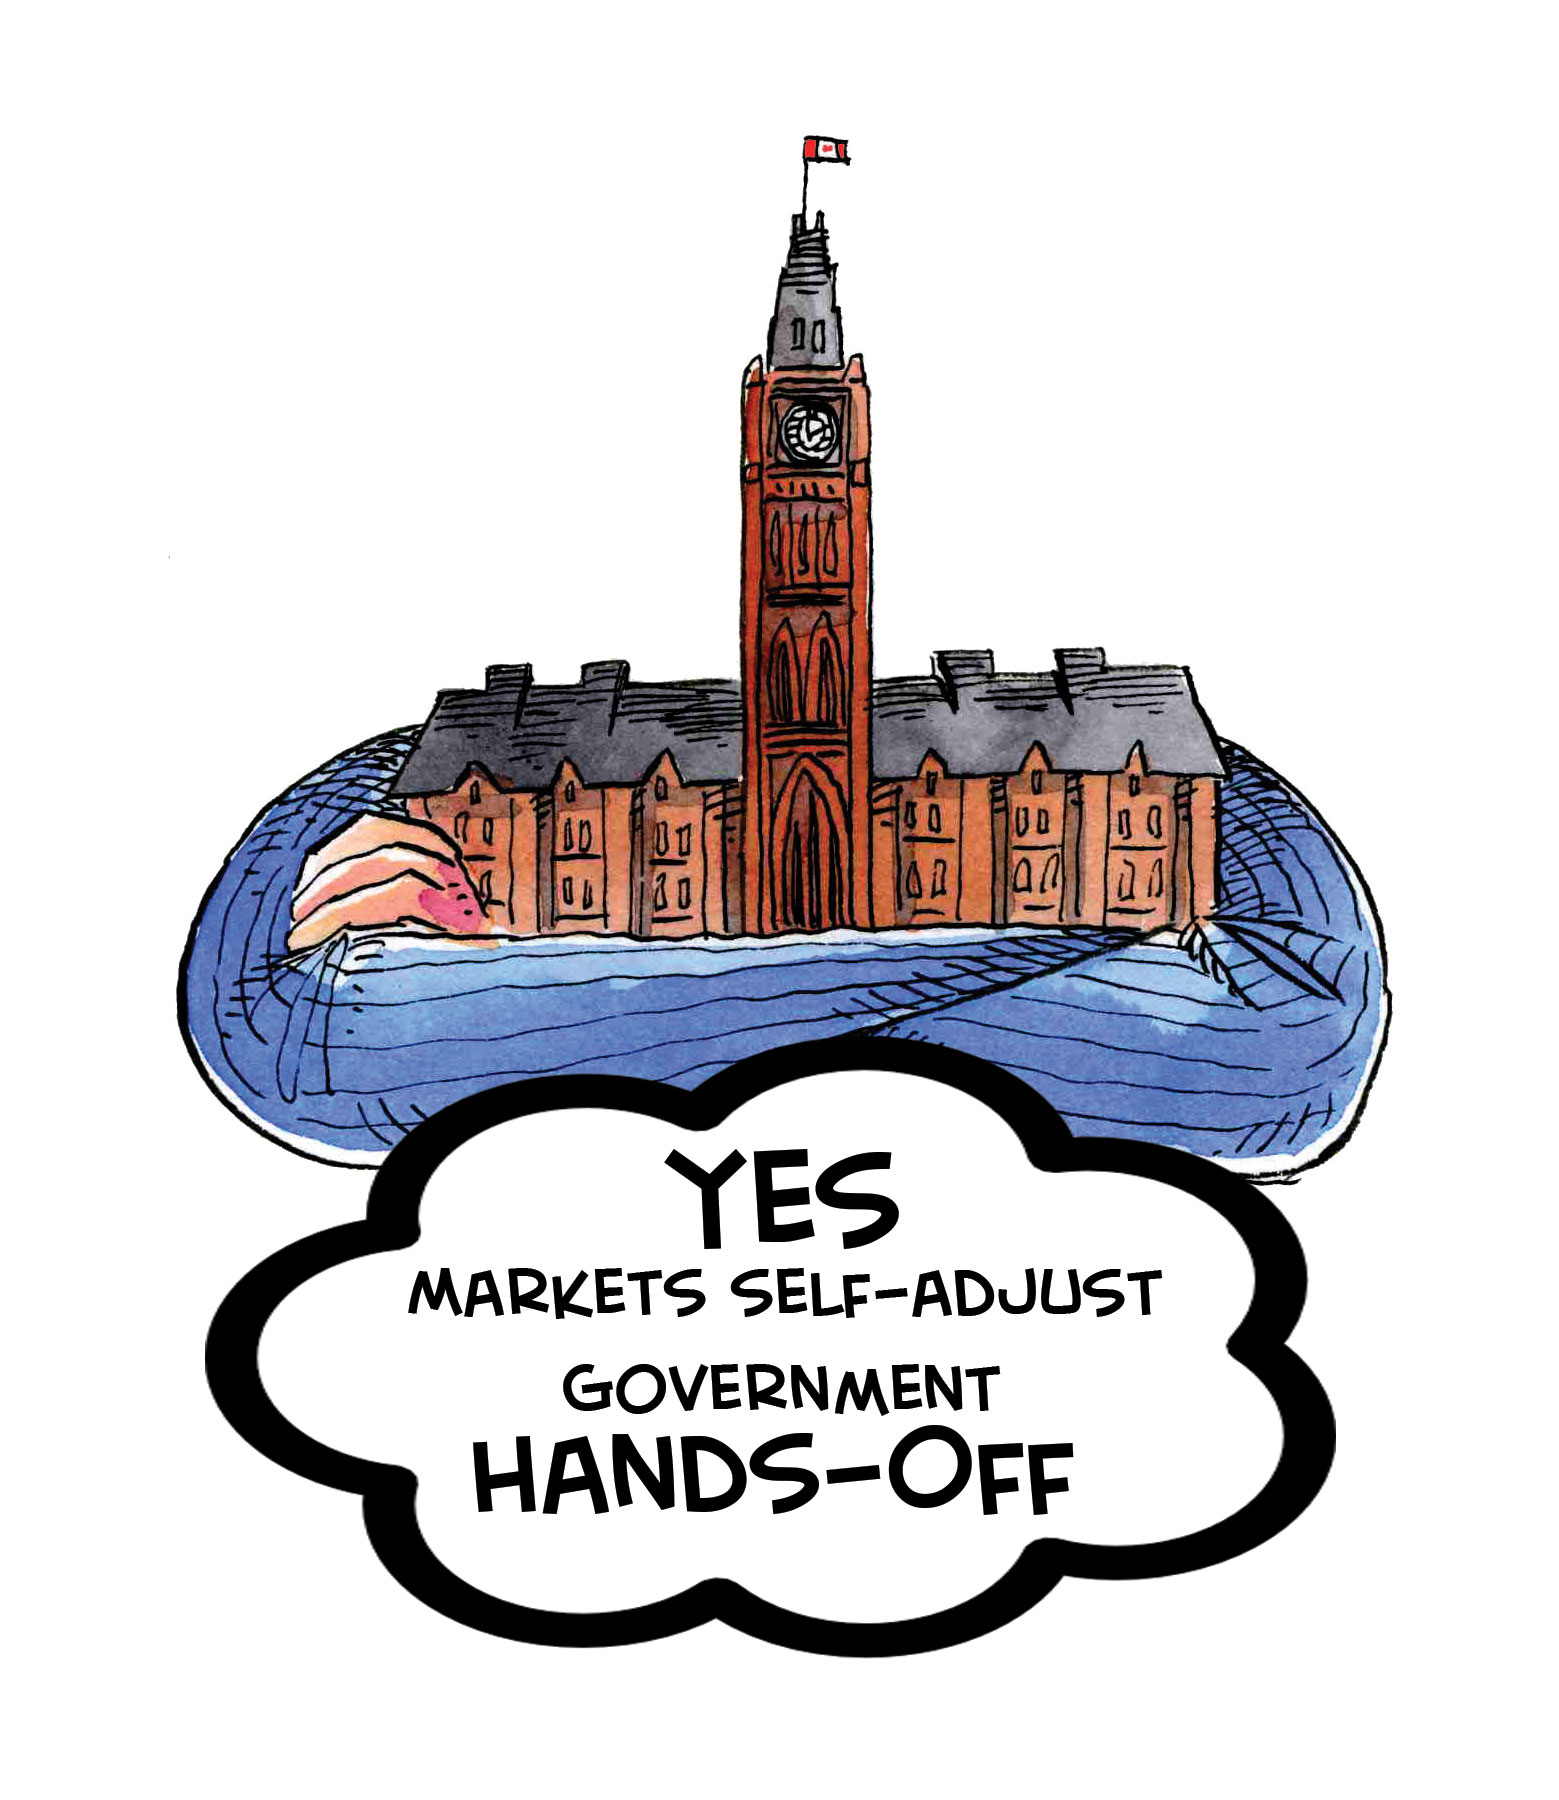 YES
MARKETS SELF-ADJUST
GOVERNMENT
HANDS-OFF